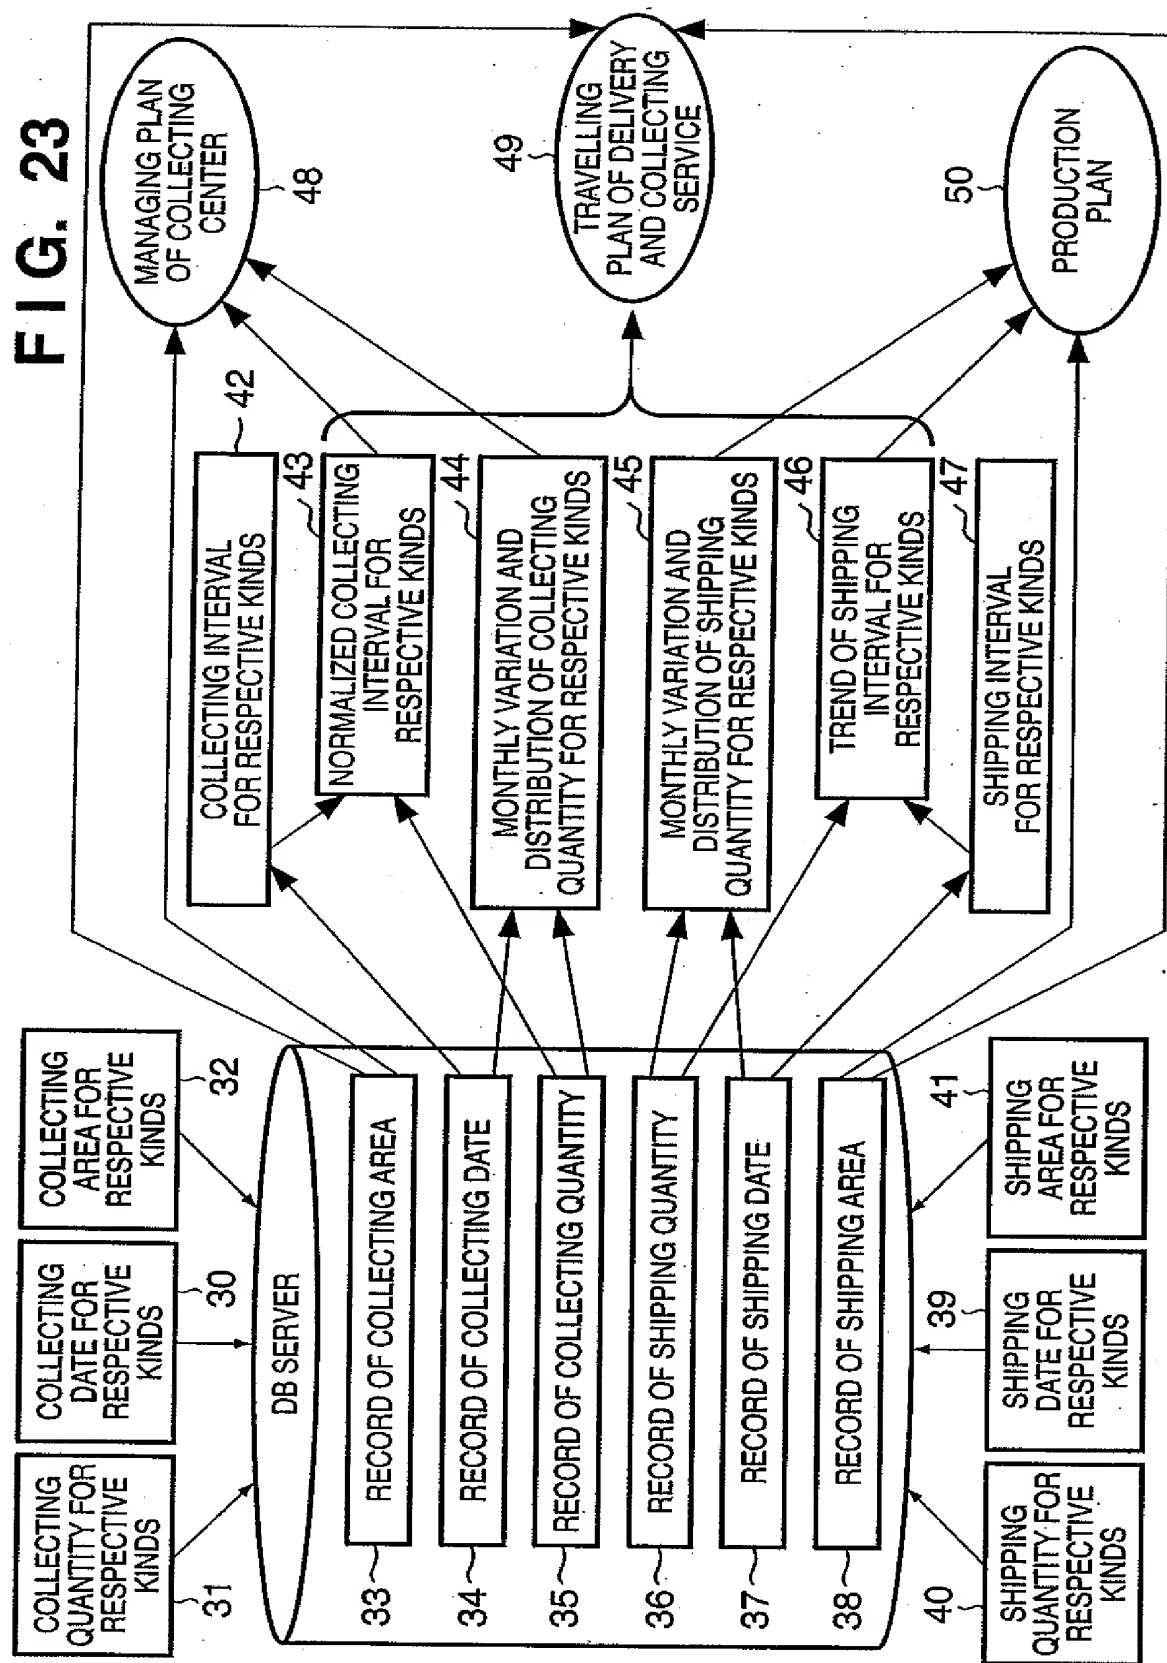 FIG. 23
COLLECTING
QUANTITY FOR
RESPECTIVE
KINDS
31
COLLECTING
DATE FOR
RESPECTIVE
KINDS
30
COLLECTING
AREA FOR
RESPECTIVE
KINDS
32
DB SERVER
33
RECORD OF COLLECTING AREA
34
RECORD OF COLLECTING DATE
35
RECORD OF COLLECTING QUANTITY
36
RECORD OF SHIPPING QUANTITY
37
RECORD OF SHIPPING DATE
38
RECORD OF SHIPPING AREA
40
SHIPPING
QUANTITY FOR
RESPECTIVE
KINDS
39
SHIPPING
DATE FOR
RESPECTIVE
KINDS
41
SHIPPING
AREA FOR
RESPECTIVE
KINDS
42
COLLECTING INTERVAL
FOR RESPECTIVE KINDS
43
NORMALIZED COLLECTING
INTERVAL FOR
RESPECTIVE KINDS
44
MONTHLY VARIATION AND
DISTRIBUTION OF COLLECTING
QUANTITY FOR RESPECTIVE KINDS
45
MONTHLY VARIATION AND
DISTRIBUTION OF SHIPPING
QUANTITY FOR RESPECTIVE KINDS
46
TREND OF SHIPPING
INTERVAL FOR
RESPECTIVE KINDS
47
SHIPPING INTERVAL
FOR RESPECTIVE KINDS
MANAGING PLAN
OF COLLECTING
CENTER
48
49
TRAVELLING
PLAN OF DELIVERY
AND COLLECTING
SERVICE
50
PRODUCTION
PLAN